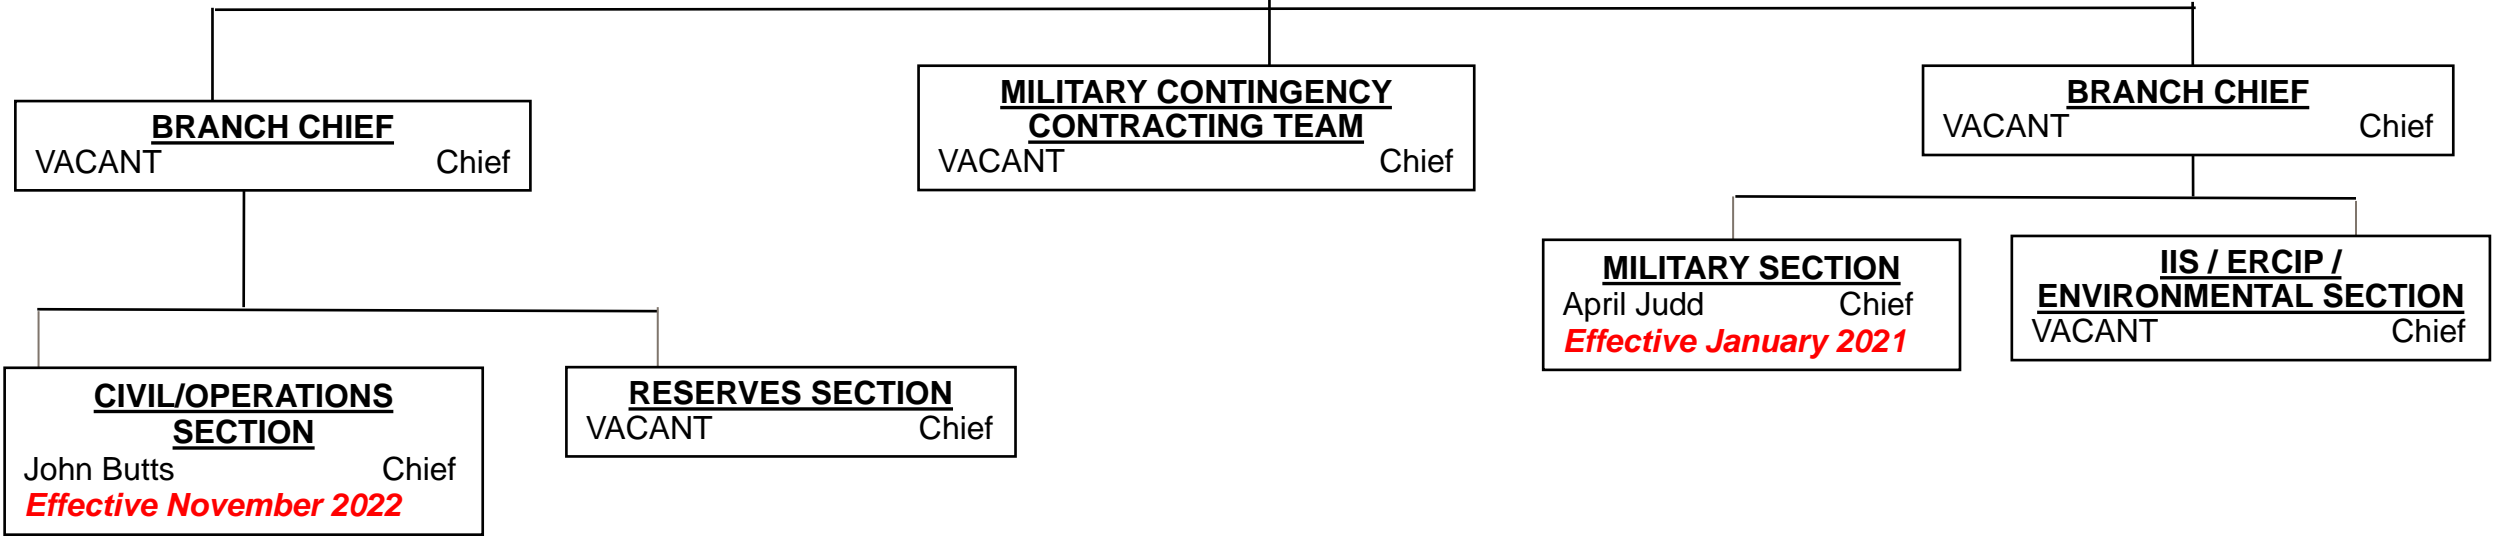 BRANCH CHIEF
VACANT Chief
MILITARY CONTINGENCY
CONTRACTING TEAM
VACANT Chief
BRANCH CHIEF
VACANT Chief
CIVIL/OPERATIONS
SECTION
John Butts Chief
Effective November 2022
RESERVES SECTION
VACANT Chief
MILITARY SECTION
April Judd Chief
Effective January 2021
IIS / ERCIP /
ENVIRONMENTAL SECTION
VACANT Chief